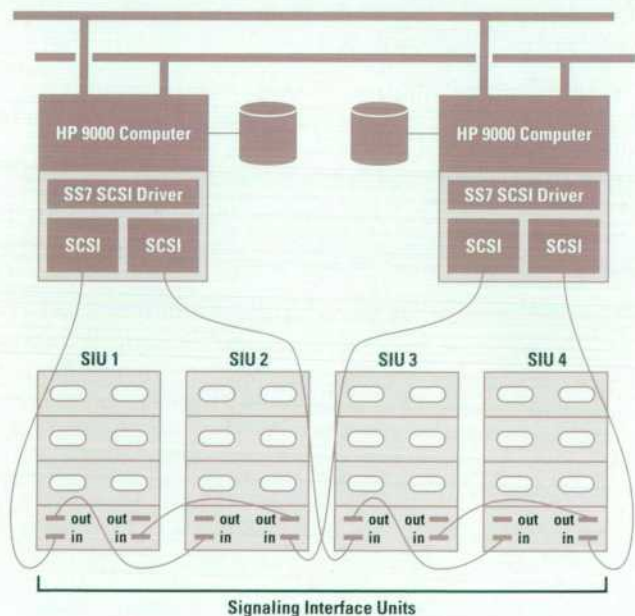 HP 9000 Computer
HP 9000 Computer
SS7 SCSI Driver
SS7 SCSI Driver
SCSI
SCSI
SCSI
SCSI
SIU 1
SIU 2
SIU 3
SIU 4
out out
in in
out out
in in
out out
in in
out out
in in
Signaling Interface Units